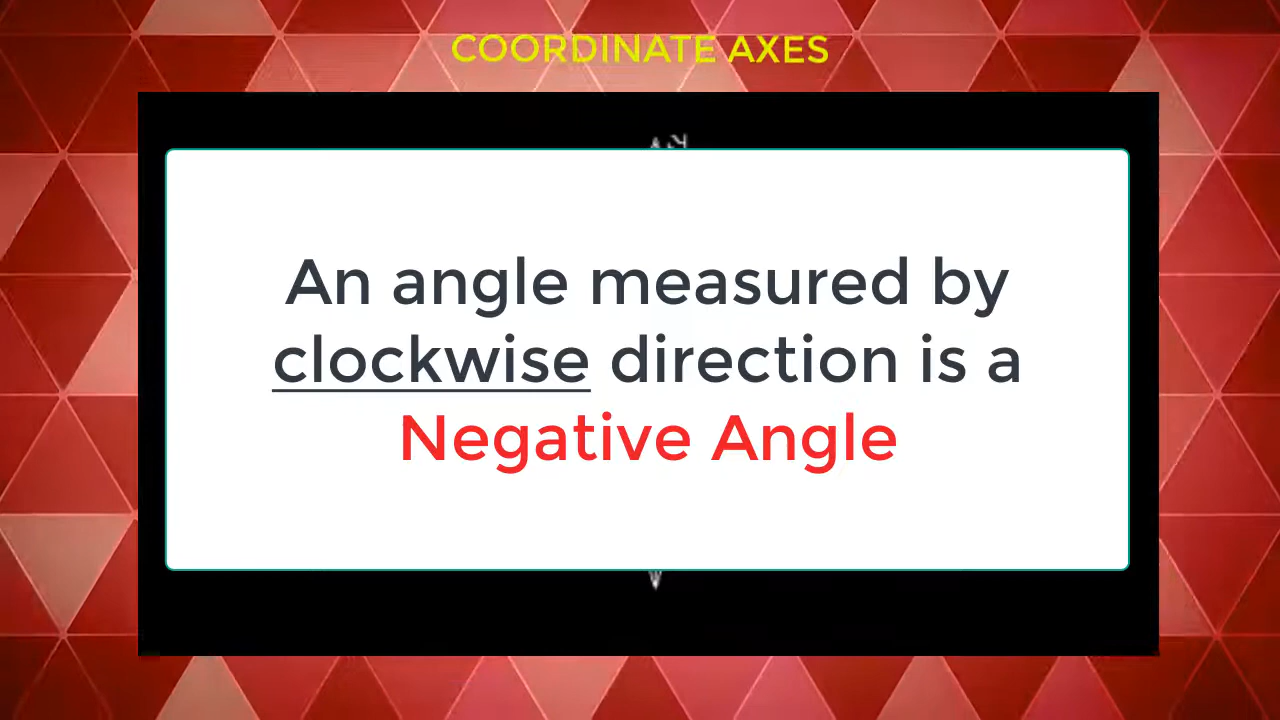 COORDINATE AXES
An angle measured by
clockwise direction is a
Negative Angle